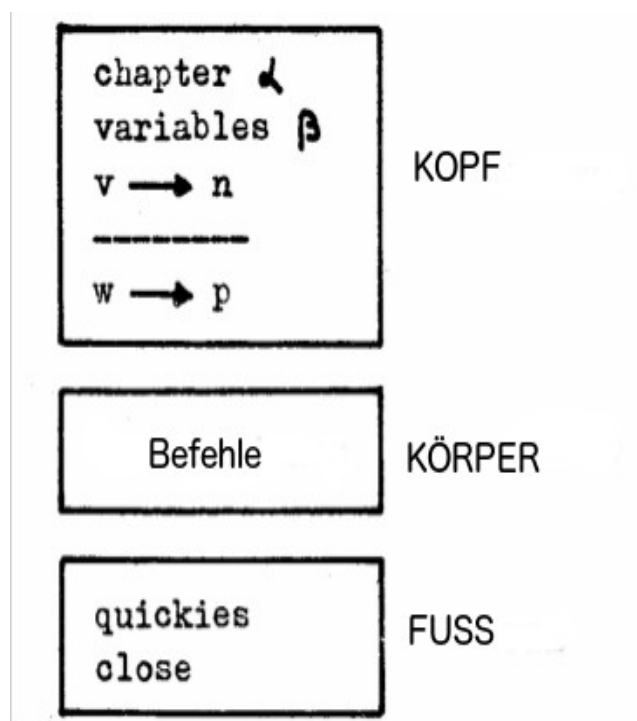 chapter α
variables β
v → n
----------
w → p
KOPF
Befehle
KÖRPER
quickies
close
FUSS